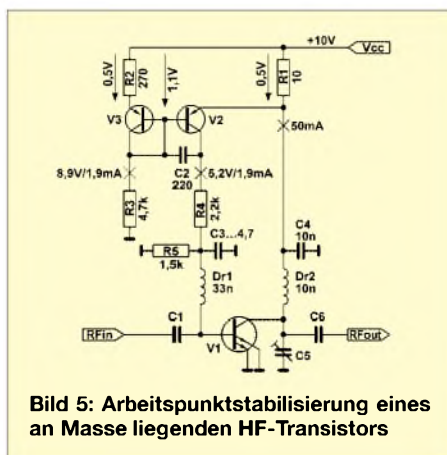 +10V
Vcc
0,5V
R2
270
1,1V
0,5V
R1
10
V3
V2
50mA
8,9V/1,9mA
C2
220
5,2V/1,9mA
R3
4,7k
R4
2,2k
C4
10n
R5
1,5k
C3...4,7
Dr1
33n
Dr2
10n
C1
C6
RFin
V1
RFout
C5
Bild 5: Arbeitspunktstabilisierung eines
an Masse liegenden HF-Transistors